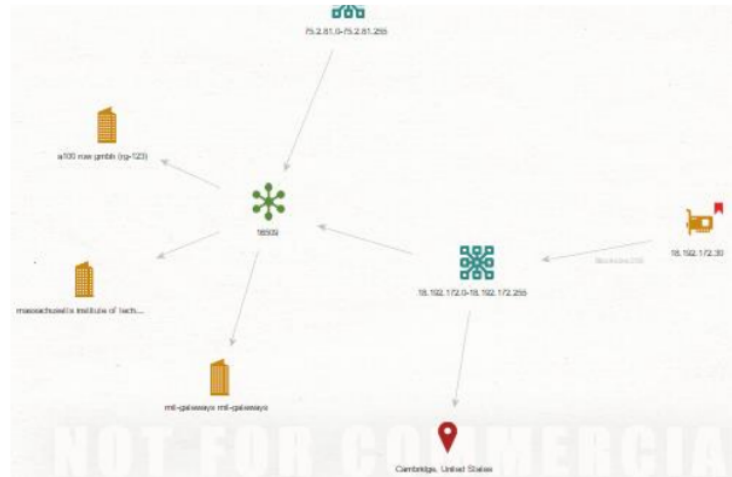 75.2.81.0-75.2.81.255
a100 row gmbh (rg-123)
16509
18.192.172.30
18.192.172.0-18.192.172.255
massachusetts institute of tech...
mit-gateways mit-gateways
Cambridge, United States
NOT FOR COMMERCIA